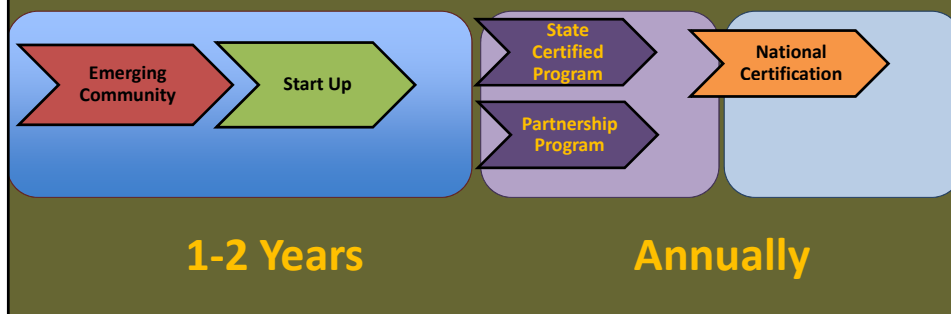 Emerging
Community
Start Up
State
Certified
Program
Partnership
Program
National
Certification
1-2 Years
Annually